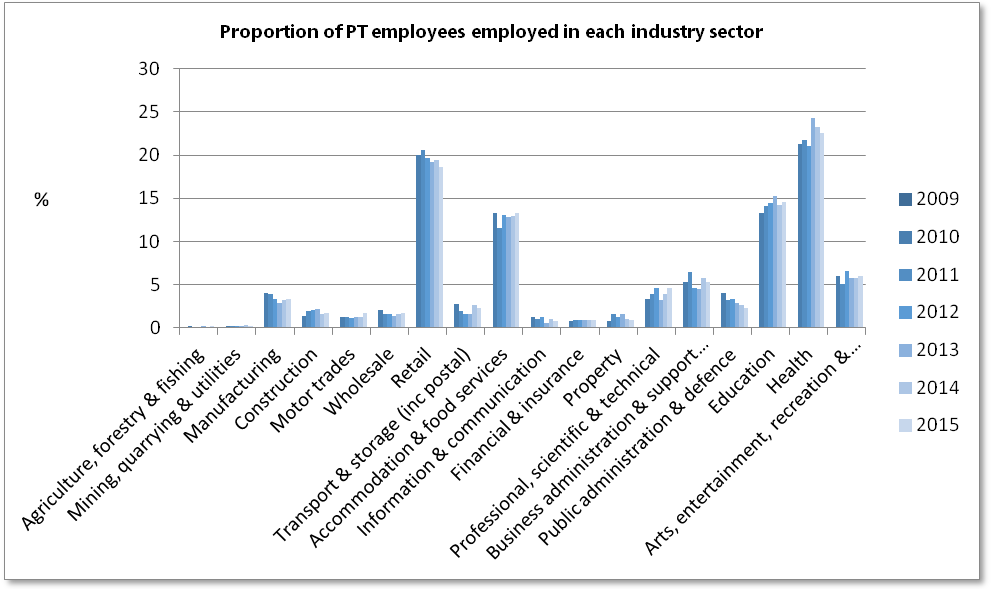 Proportion of PT employees employed in each industry sector
30
25
20
15
10
5
0
%
Agriculture, forestry & fishing
Mining, quarrying & utilities
Manufacturing
Construction
Motor trades
Wholesale
Retail
Transport & storage (inc postal)
Accommodation & food services
Information & communication
Financial & insurance
Property
Professional, scientific & technical
Business administration & support...
Public administration & defence
Education
Health
Arts, entertainment, recreation &...
2009
2010
2011
2012
2013
2014
2015